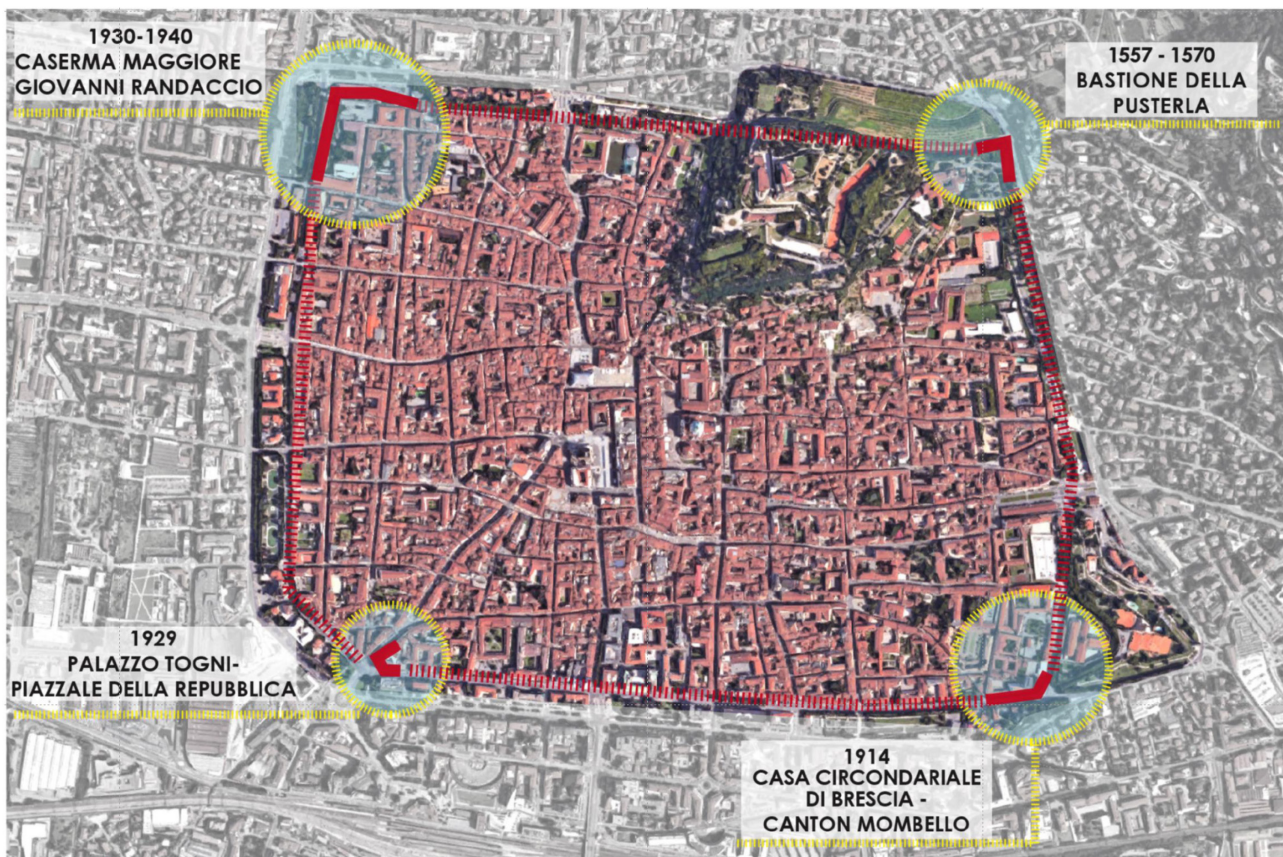 1930-1940
CASERMA MAGGIORE
GIOVANNI RANDACCIO
1557 - 1570
BASTIONE DELLA
PUSTERLA
1929
PALAZZO TOGNI-
PIAZZALE DELLA REPUBBLICA
1914
CASA CIRCONDARIALE
DI BRESCIA -
CANTON MOMBELLO